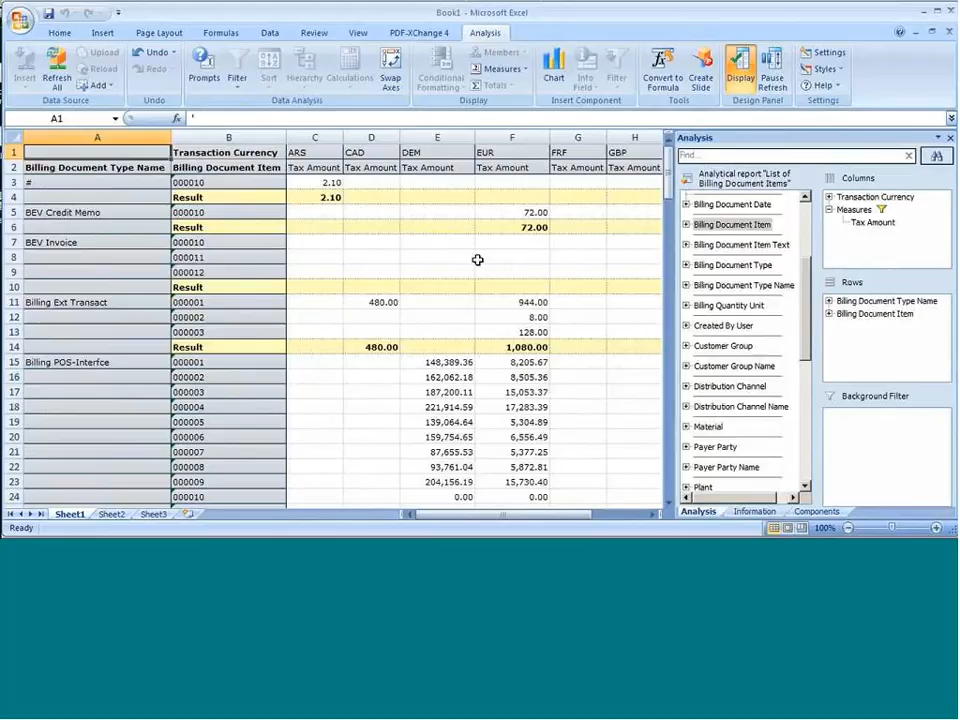 Book1 - Microsoft Excel
Home Insert Page Layout Formulas Data Review View PDF-XChange 4 Analysis
Insert Refresh All Upload Reload Add Undo Redo Prompts Filter Sort Hierarchy Calculations Swap Axes Conditional Formatting Members Measures Totals Chart Info Field Filter Convert to Formula Create Slide Display Pause Refresh Settings Styles Help
Data Source Undo Data Analysis Display Insert Component Tools Design Panel Settings
A1 fx '
A B C D E F G H
1 Transaction Currency ARS CAD DEM EUR FRF GBP
2 Billing Document Type Name Billing Document Item Tax Amount Tax Amount Tax Amount Tax Amount Tax Amount Tax Amount
3 # 000010 2.10
4 Result 2.10
5 BEV Credit Memo 000010 72.00
6 Result 72.00
7 BEV Invoice 000010
8 000011
9 000012
10 Result
11 Billing Ext Transact 000001 480.00 944.00
12 000002 8.00
13 000003 128.00
14 Result 480.00 1,080.00
15 Billing POS-Interfce 000001 148,389.36 8,205.67
16 000002 162,062.18 8,505.36
17 000003 187,200.11 15,053.37
18 000004 221,914.59 17,283.39
19 000005 139,064.64 5,304.89
20 000006 159,754.65 6,556.49
21 000007 87,655.53 5,377.25
22 000008 93,761.04 5,872.81
23 000009 204,156.19 15,730.40
24 000010 0.00 0.00
Sheet1 Sheet2 Sheet3
Ready
100%
Analysis
Find...
Analytical report "List of
Billing Document Items"
Billing Document Date
Billing Document Item
Billing Document Item Text
Billing Document Type
Billing Document Type Name
Billing Quantity Unit
Created By User
Customer Group
Customer Group Name
Distribution Channel
Distribution Channel Name
Material
Payer Party
Payer Party Name
Plant
Columns
Transaction Currency
Measures
Tax Amount
Rows
Billing Document Type Name
Billing Document Item
Background Filter
Analysis Information Components